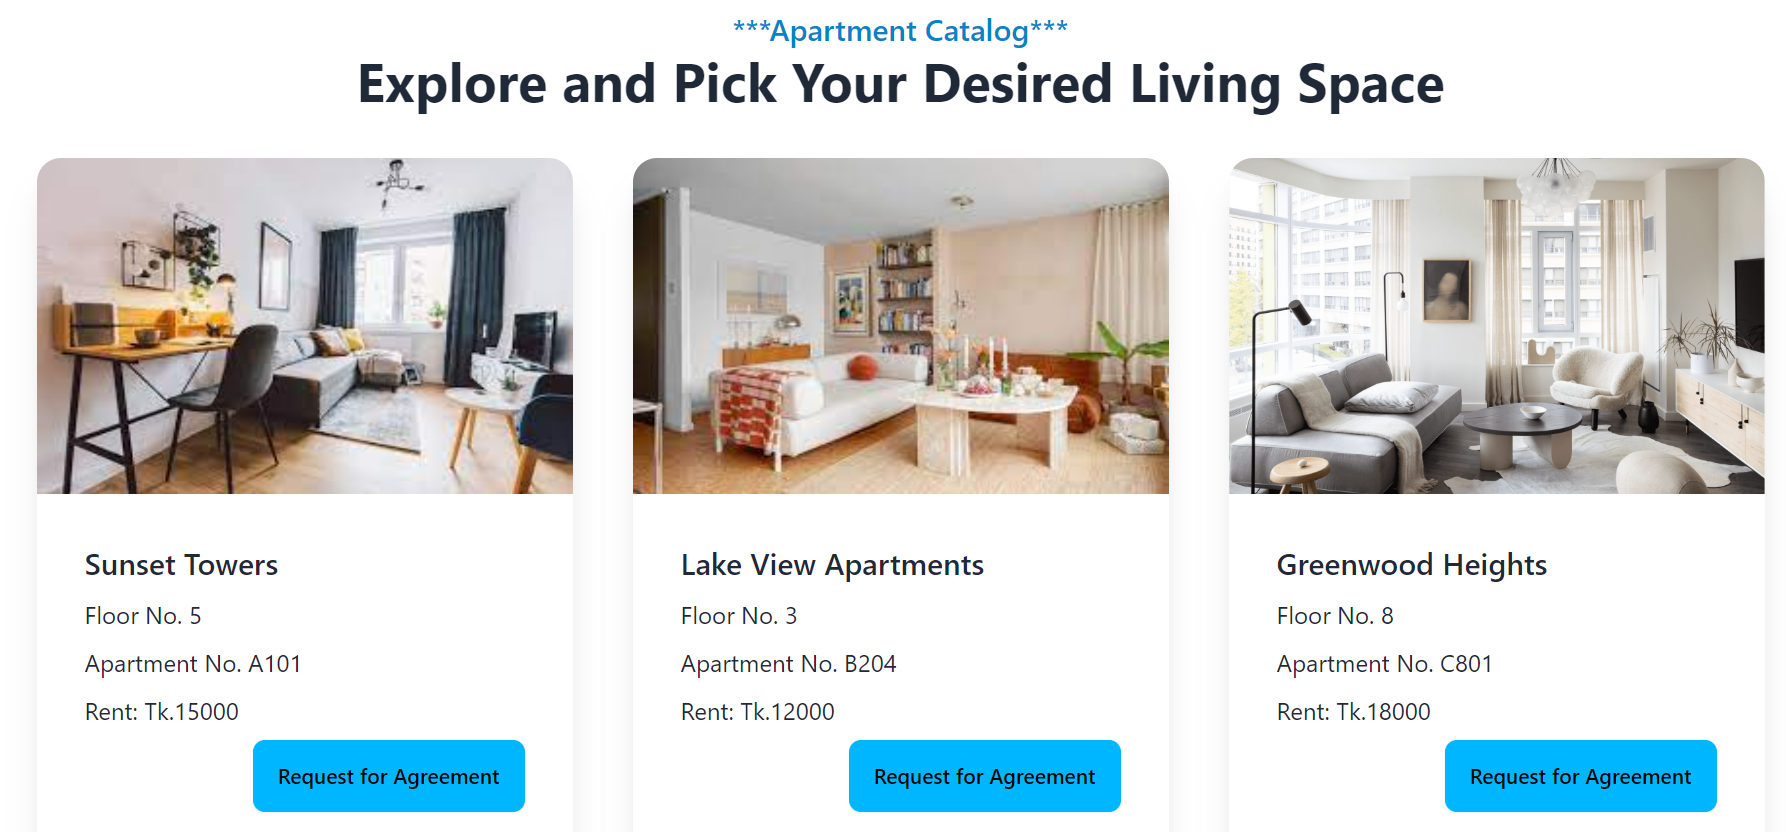 ***Apartment Catalog***
Explore and Pick Your Desired Living Space
Sunset Towers
Floor No. 5
Apartment No. A101
Rent: Tk.15000
Request for Agreement
Lake View Apartments
Floor No. 3
Apartment No. B204
Rent: Tk.12000
Request for Agreement
Greenwood Heights
Floor No. 8
Apartment No. C801
Rent: Tk.18000
Request for Agreement